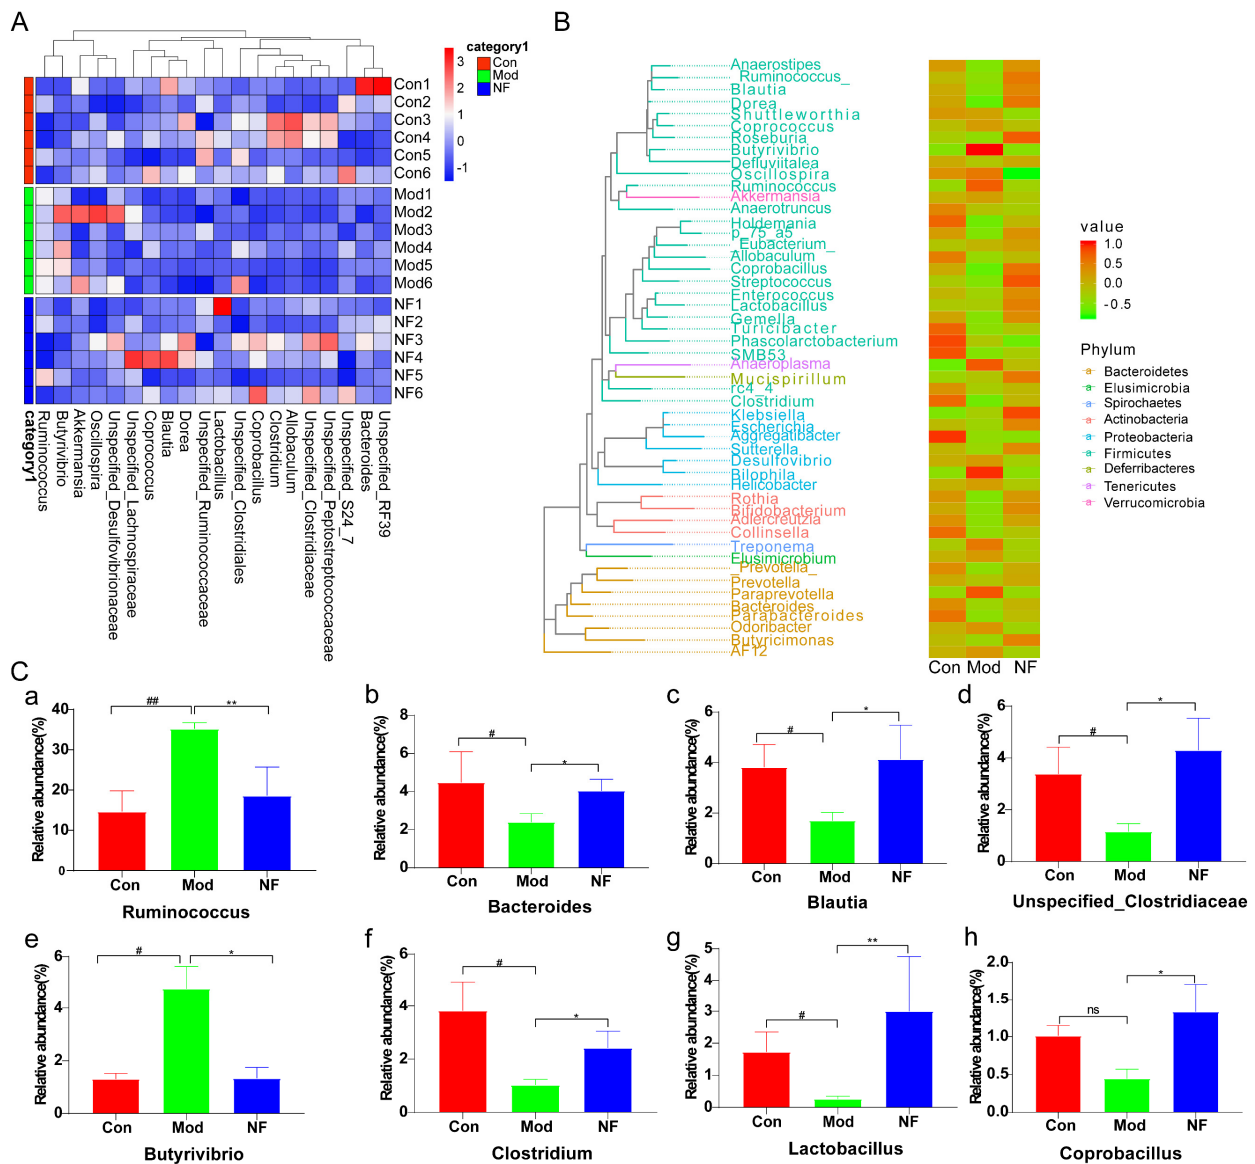 A
category1
Con
Mod
NF
3
2
1
0
-1
Con1
Con2
Con3
Con4
Con5
Con6
Mod1
Mod2
Mod3
Mod4
Mod5
Mod6
NF1
NF2
NF3
NF4
NF5
NF6
category1
Ruminococcus
Butyrivibrio
Akkermansia
Oscillospira
Unspecified_Desulfovibrionaceae
Unspecified_Lachnospiraceae
Coprococcus
Blautia
Dorea
Unspecified_Ruminococcaceae
Lactobacillus
Unspecified_Clostridiales
Coprobacillus
Clostridium
Allobaculum
Unspecified_Clostridiaceae
Unspecified_Peptostreptococcaceae
Unspecified_S24_7
Bacteroides
Unspecified_RF39
B
Anaerostipes
_Ruminococcus_
Blautia
Dorea
Shuttleworthia
Coprococcus
Roseburia
Butyrivibrio
Defluviitalea
Oscillospira
Ruminococcus
Akkermansia
Anaerotruncus
Holdemania
p_75_a5
_Eubacterium_
Allobaculum
Coprobacillus
Streptococcus
Enterococcus
Lactobacillus
Gemella
Turicibacter
Phascolarctobacterium
SMB53
Anaeroplasma
Mucispirillum
rc4_4
Clostridium
Klebsiella
Escherichia
Aggregatibacter
Sutterella
Desulfovibrio
Bilophila
Helicobacter
Rothia
Bifidobacterium
Adlercreutzia
Collinsella
Treponema
Elusimicrobium
_Prevotella_
Prevotella
Paraprevotella
Bacteroides
Parabacteroides
Odoribacter
Butyricimonas
AF12
Con Mod NF
value
1.0
0.5
0.0
-0.5
Phylum
a Bacteroidetes
a Elusimicrobia
a Spirochaetes
a Actinobacteria
a Proteobacteria
a Firmicutes
a Deferribacteres
a Tenericutes
a Verrucomicrobia
C
a
Relative abundance(%)
40
30
20
10
0
##
**
Con Mod NF
Ruminococcus
b
Relative abundance(%)
8
6
4
2
0
#
*
Con Mod NF
Bacteroides
c
Relative abundance(%)
6
4
2
0
#
*
Con Mod NF
Blautia
d
Relative abundance(%)
6
4
2
0
#
*
Con Mod NF
Unspecified_Clostridiaceae
e
Relative abundance(%)
6
4
2
0
#
*
Con Mod NF
Butyrivibrio
f
Relative abundance(%)
6
4
2
0
#
*
Con Mod NF
Clostridium
g
Relative abundance(%)
5
4
3
2
1
0
#
**
Con Mod NF
Lactobacillus
h
Relative abundance(%)
2.0
1.5
1.0
0.5
0.0
ns
*
Con Mod NF
Coprobacillus